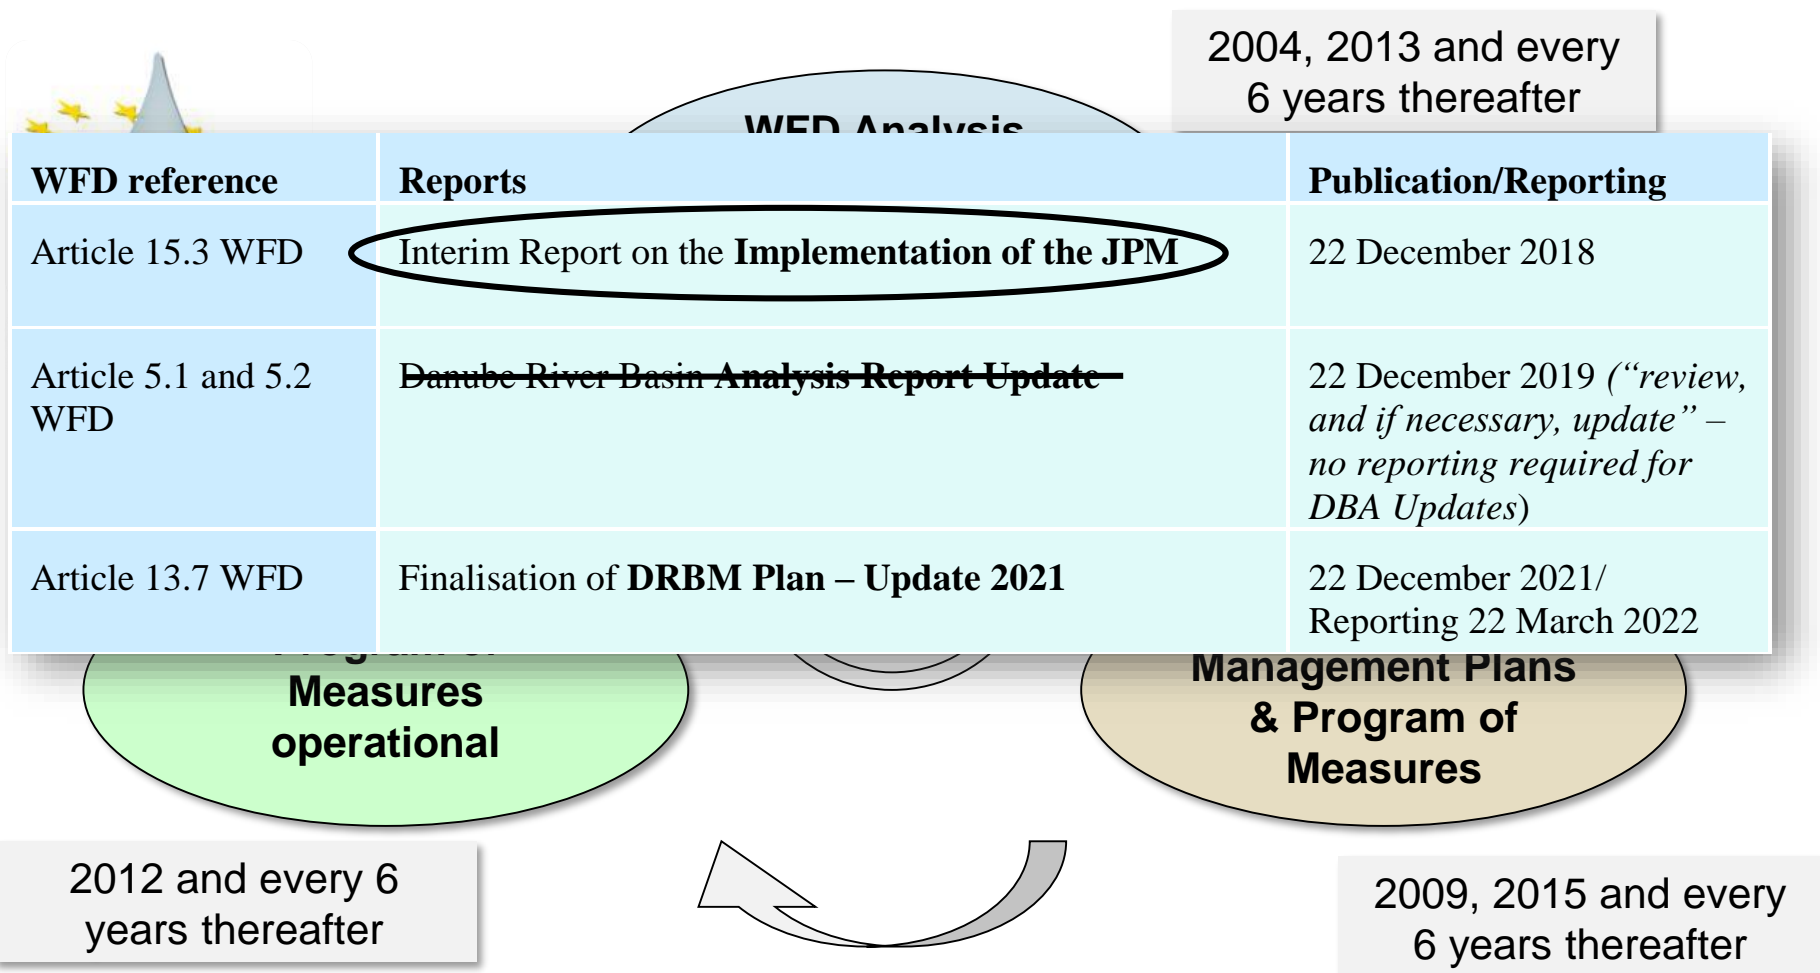 2004, 2013 and every
6 years thereafter
WFD Analysis
WFD reference
Reports
Publication/Reporting
Article 15.3 WFD
Interim Report on the Implementation of the JPM
22 December 2018
Article 5.1 and 5.2
WFD
Danube River Basin Analysis Report Update
22 December 2019 (“review,
and if necessary, update” –
no reporting required for
DBA Updates)
Article 13.7 WFD
Finalisation of DRBM Plan – Update 2021
22 December 2021/
Reporting 22 March 2022
Program of
Measures
operational
Management Plans
& Program of
Measures
2012 and every 6
years thereafter
2009, 2015 and every
6 years thereafter